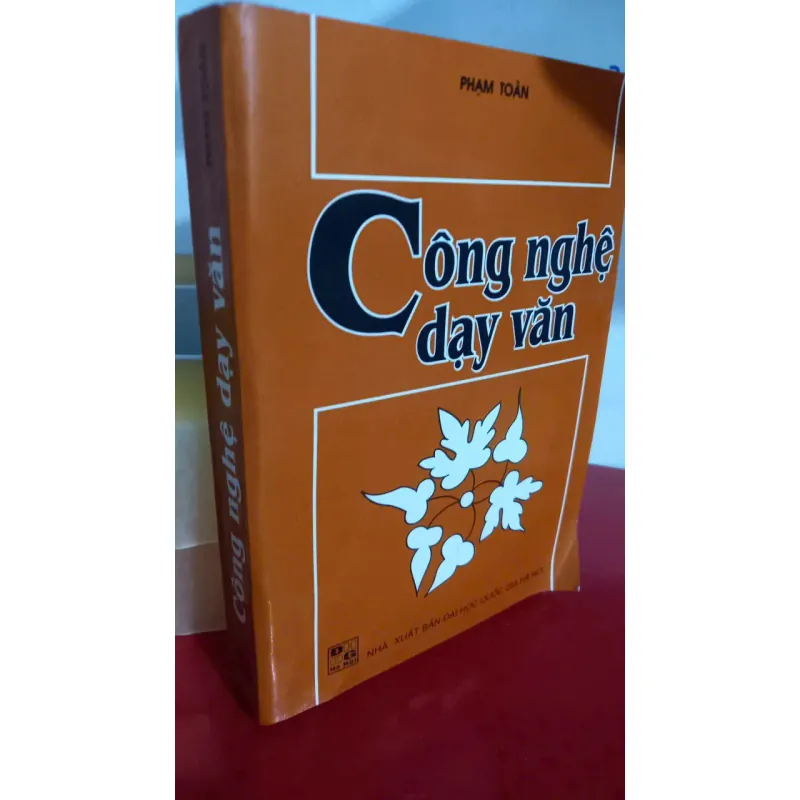 PHẠM TOÀN
Công nghệ
dạy văn
NHÀ XUẤT BẢN ĐẠI HỌC QUỐC GIA HÀ NỘI
Công nghệ dạy văn